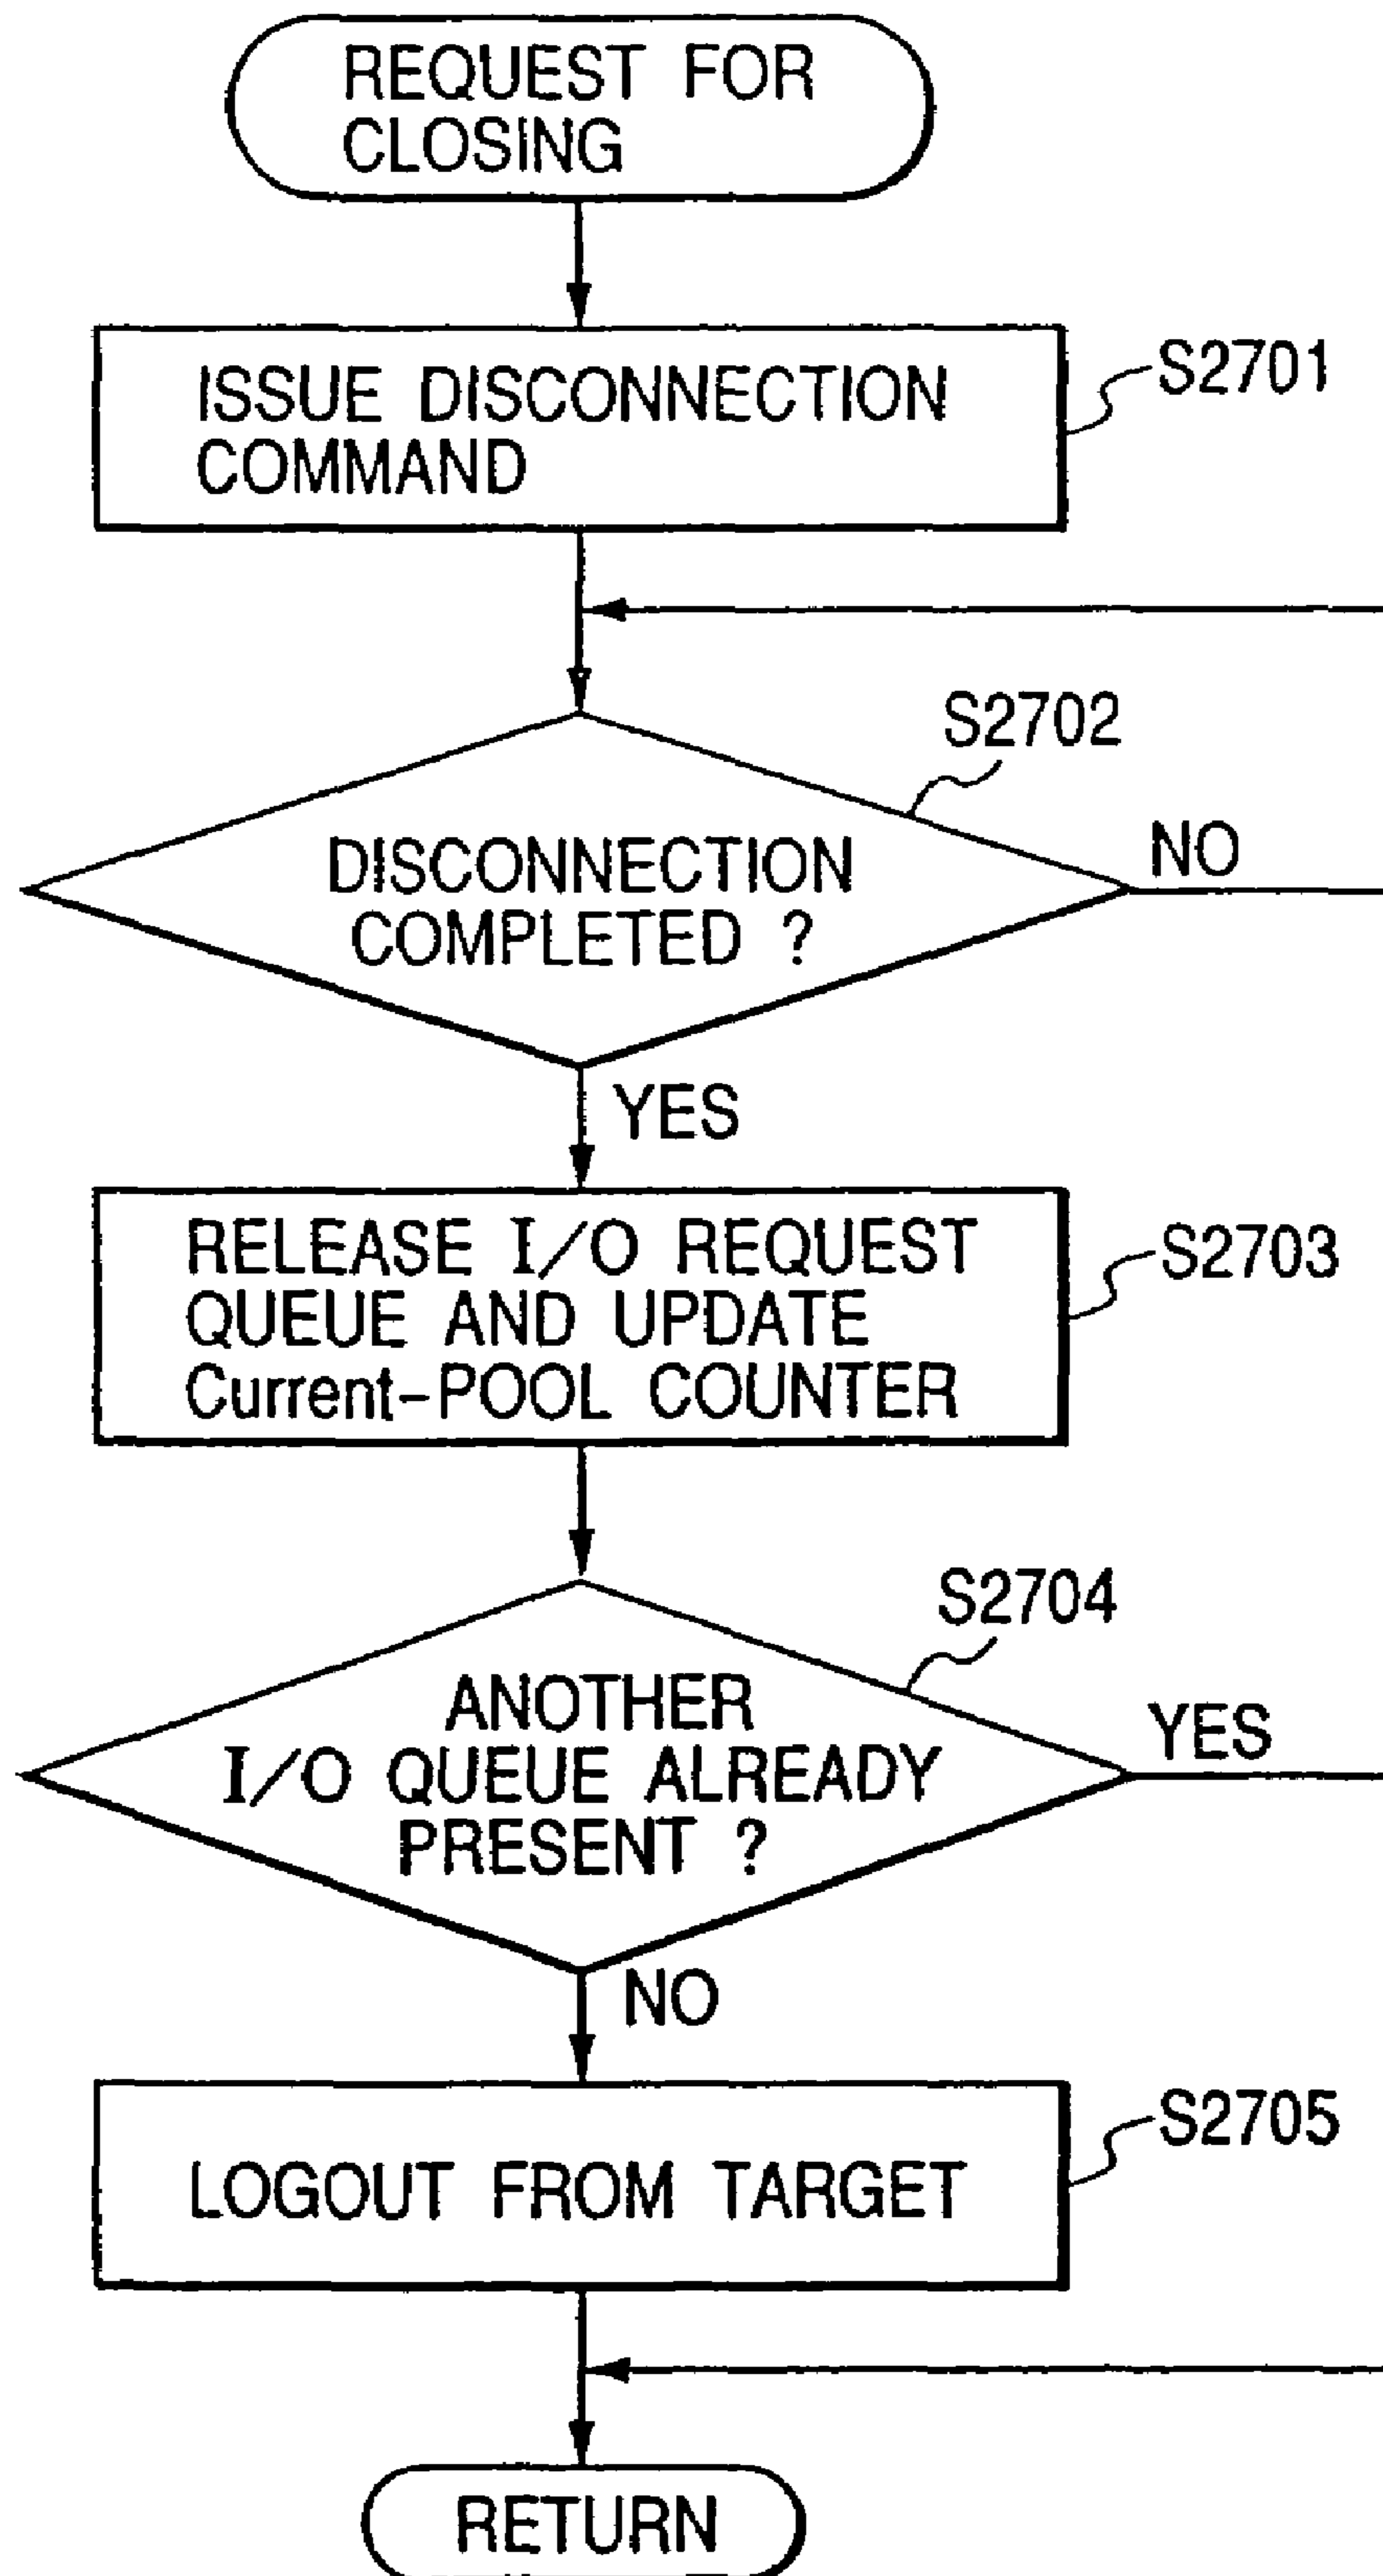 REQUEST FOR
CLOSING
ISSUE DISCONNECTION
COMMAND
S2701
S2702
DISCONNECTION
COMPLETED ?
NO
YES
RELEASE I/O REQUEST
QUEUE AND UPDATE
Current-POOL COUNTER
S2703
S2704
ANOTHER
I/O QUEUE ALREADY
PRESENT ?
YES
NO
LOGOUT FROM TARGET
S2705
RETURN